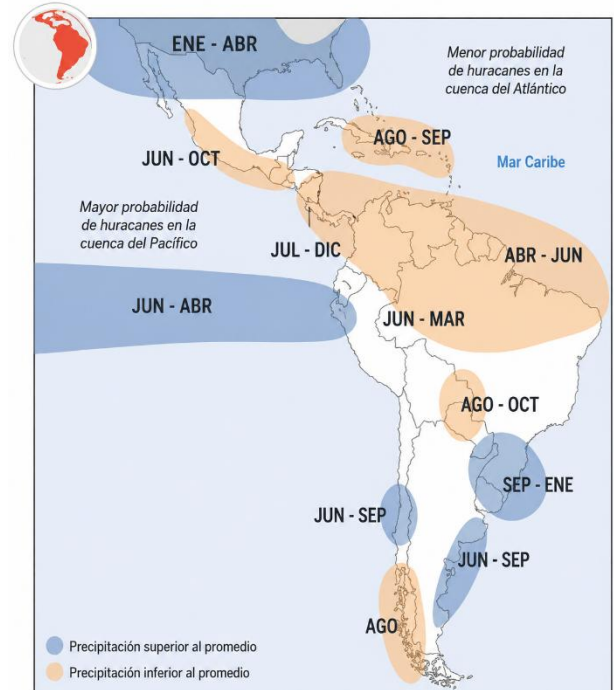 ENE - ABR
Menor probabilidad
de huracanes en la
cuenca del Atlántico
AGO - SEP
JUN - OCT
Mar Caribe
Mayor probabilidad
de huracanes en la
cuenca del Pacífico
JUL - DIC
ABR - JUN
JUN - ABR
JUN - MAR
AGO - OCT
SEP - ENE
JUN - SEP
JUN - SEP
AGO
Precipitación superior al promedio
Precipitación inferior al promedio